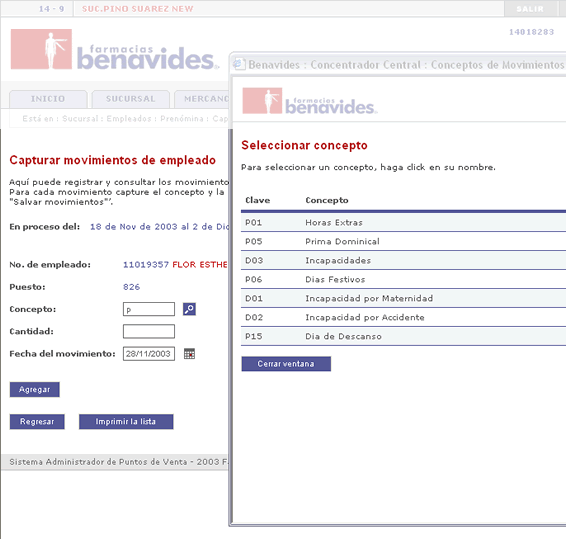 14 - 9 SUC.PINO SUAREZ NEW SALIR
14018283
farmacias
benavides
INICIO SUCURSAL MERCANC
Está en : Sucursal : Empleados : Prenómina : Cap
Capturar movimientos de empleado
Aquí puede registrar y consultar los movimiento
Para cada movimiento capture el concepto y la
"Salvar movimientos"'.
En proceso del: 18 de Nov de 2003 al 2 de Dic
No. de empleado: 11019357 FLOR ESTHE
Puesto: 826
Concepto: p
Cantidad:
Fecha del movimiento: 28/11/2003
Agregar
Regresar Imprimir la lista
Sistema Administrador de Puntos de Venta - 2003 F
Benavides : Concentrador Central : Conceptos de Movimientos
farmacias
benavides
Seleccionar concepto
Para seleccionar un concepto, haga click en su nombre.
Clave Concepto
P01 Horas Extras
P05 Prima Dominical
D03 Incapacidades
P06 Dias Festivos
D01 Incapacidad por Maternidad
D02 Incapacidad por Accidente
P15 Dia de Descanso
Cerrar ventana